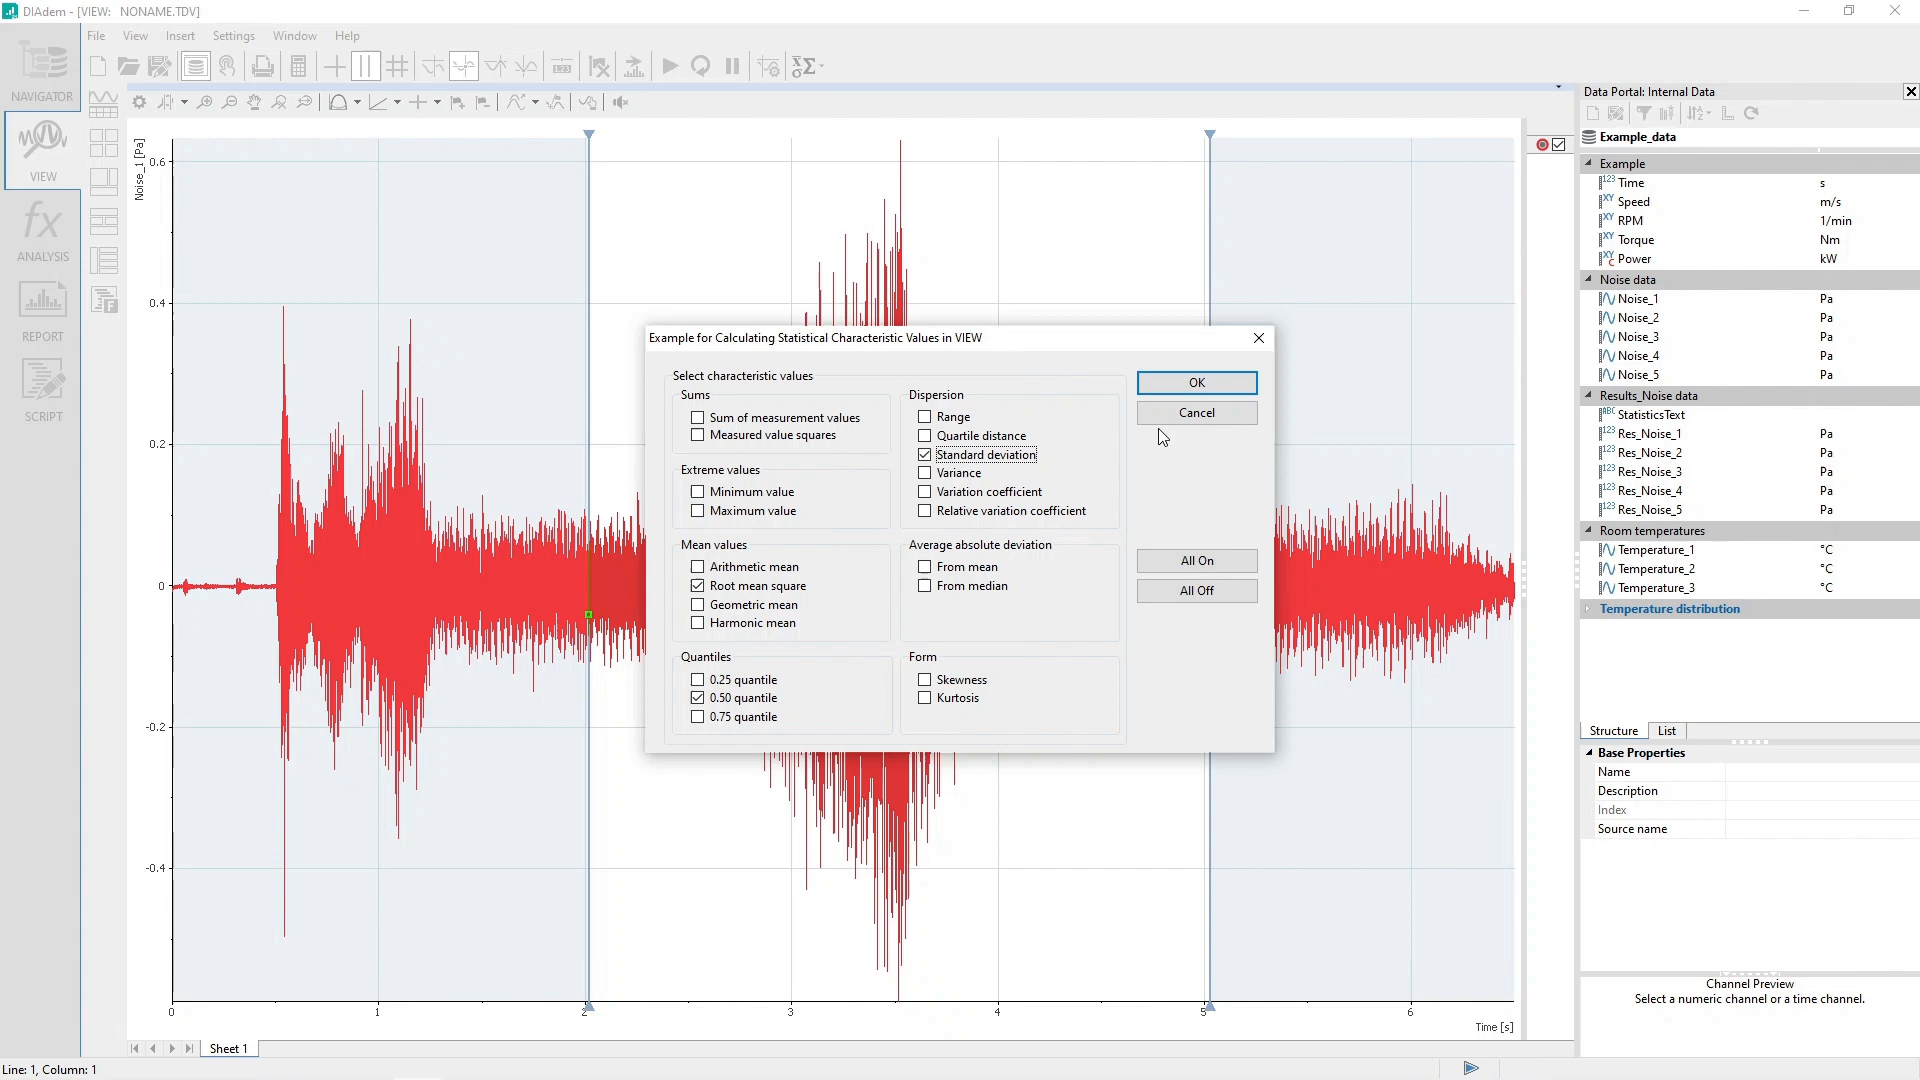 DIAdem - [VIEW:   NONAME.TDV]
File View Insert Settings Window Help
NAVIGATOR
VIEW
ANALYSIS
REPORT
SCRIPT
Noise_1 [Pa]
0.6
0.4
0.2
0
-0.2
-0.4
0 1 2 3 4 5 6
Time [s]
Sheet 1
Line: 1, Column: 1
Example for Calculating Statistical Characteristic Values in VIEW
Select characteristic values
Sums
Sum of measurement values
Measured value squares
Extreme values
Minimum value
Maximum value
Mean values
Arithmetic mean
Root mean square
Geometric mean
Harmonic mean
Quantiles
0.25 quantile
0.50 quantile
0.75 quantile
Dispersion
Range
Quartile distance
Standard deviation
Variance
Variation coefficient
Relative variation coefficient
Average absolute deviation
From mean
From median
Form
Skewness
Kurtosis
OK
Cancel
All On
All Off
Data Portal: Internal Data
Example_data
Example
Time s
Speed m/s
RPM 1/min
Torque Nm
Power kW
Noise data
Noise_1 Pa
Noise_2 Pa
Noise_3 Pa
Noise_4 Pa
Noise_5 Pa
Results_Noise data
StatisticsText
Res_Noise_1 Pa
Res_Noise_2 Pa
Res_Noise_3 Pa
Res_Noise_4 Pa
Res_Noise_5 Pa
Room temperatures
Temperature_1 °C
Temperature_2 °C
Temperature_3 °C
Temperature distribution
Structure List
Base Properties
Name
Description
Index
Source name
Channel Preview
Select a numeric channel or a time channel.